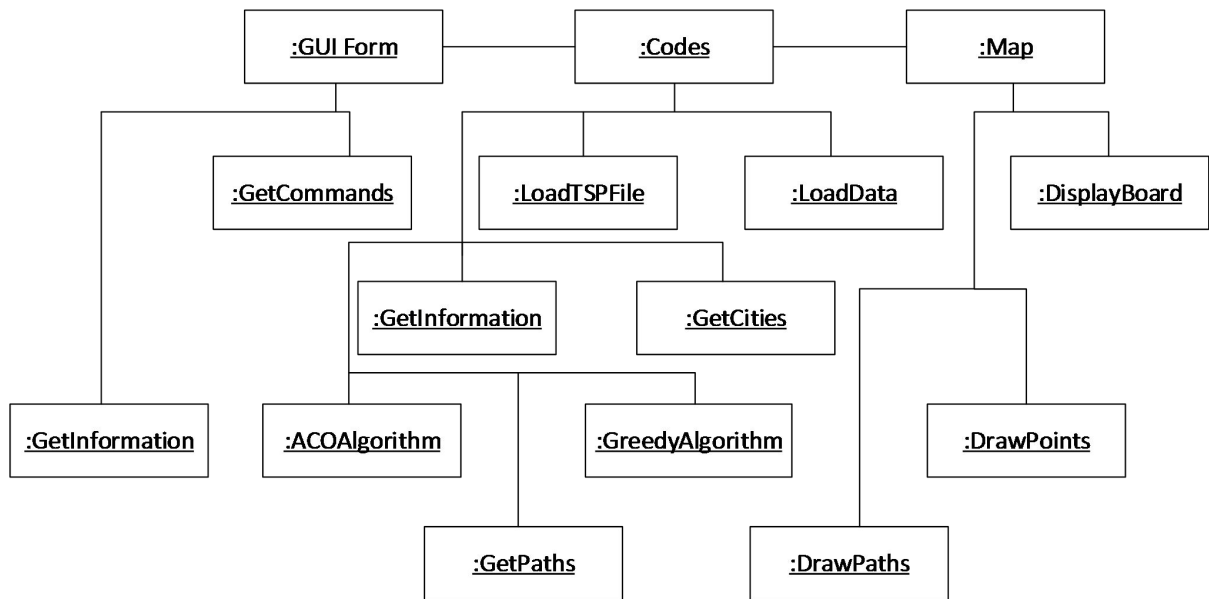 :GUI Form
:Codes
:Map
:GetCommands
:LoadTSPFile
:LoadData
:DisplayBoard
:GetInformation
:GetCities
:GetInformation
:ACOAlgorithm
:GreedyAlgorithm
:DrawPoints
:GetPaths
:DrawPaths